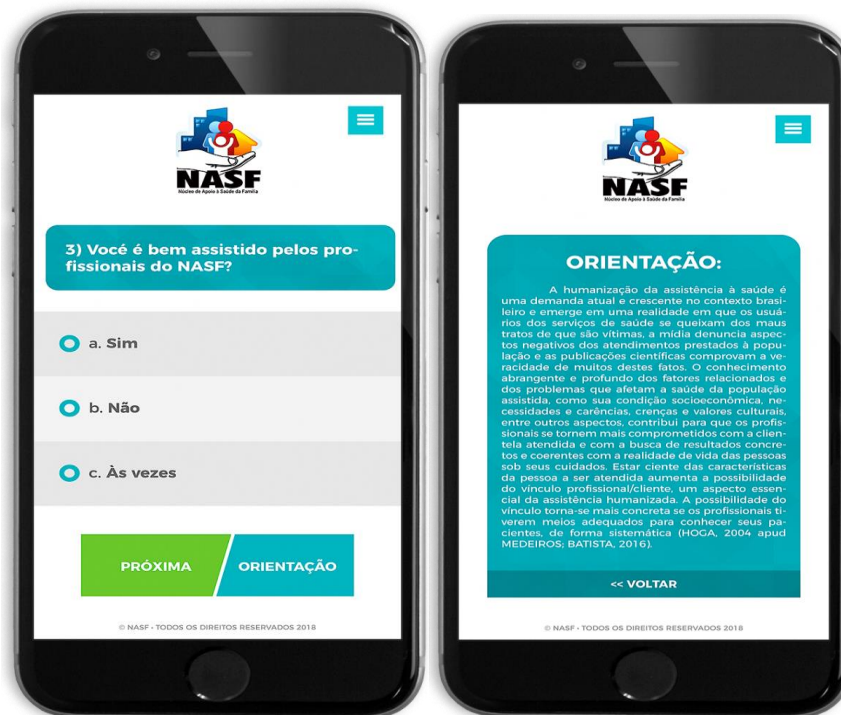 NASF
Núcleo de Apoio à Saúde da Família
3) Vocé é bem assistido pelos pro-
fissionais do NASF?
a. Sim
b. Não
c. Às vezes
PRÓXIMA
ORIENTAÇÃO
© NASF - TODOS OS DIREITOS RESERVADOS 2018
NASF
Núcleo de Apoio à Saúde da Família
ORIENTAÇÃO:
A humanização da assistência à saúde é
uma demanda atual e crescente no contexto brasi-
leiro e emerge em uma realidade em que os usuá-
rios dos serviços de saúde se queixam dos maus
tratos de que são vítimas, a mídia denuncia aspec-
tos negativos dos atendimentos prestados à popu-
lação e as publicações científicas comprovam a ve-
racidade de muitos destes fatos. O conhecimento
abrangente e profundo dos fatores relacionados e
dos problemas que afetam a saúde da população
assistida, como sua condição socioeconômica, ne-
cessidades e carências, crenças e valores culturais,
entre outros aspectos, contribui para que os profis-
sionais se tornem mais comprometidos com a clien-
tela atendida e com a busca de resultados concre-
tos e coerentes com a realidade de vida das pessoas
sob seus cuidados. Estar ciente das características
da pessoa a ser atendida aumenta a possibilidade
do vínculo profissional/cliente, um aspecto essen-
cial da assistência humanizada. A possibilidade do
vínculo torna-se mais concreta se os profissionais ti-
verem meios adequados para conhecer seus pa-
cientes, de forma sistemática (HOGA, 2004 apud
MEDEIROS; BATISTA, 2016).
<< VOLTAR
© NASF - TODOS OS DIREITOS RESERVADOS 2018